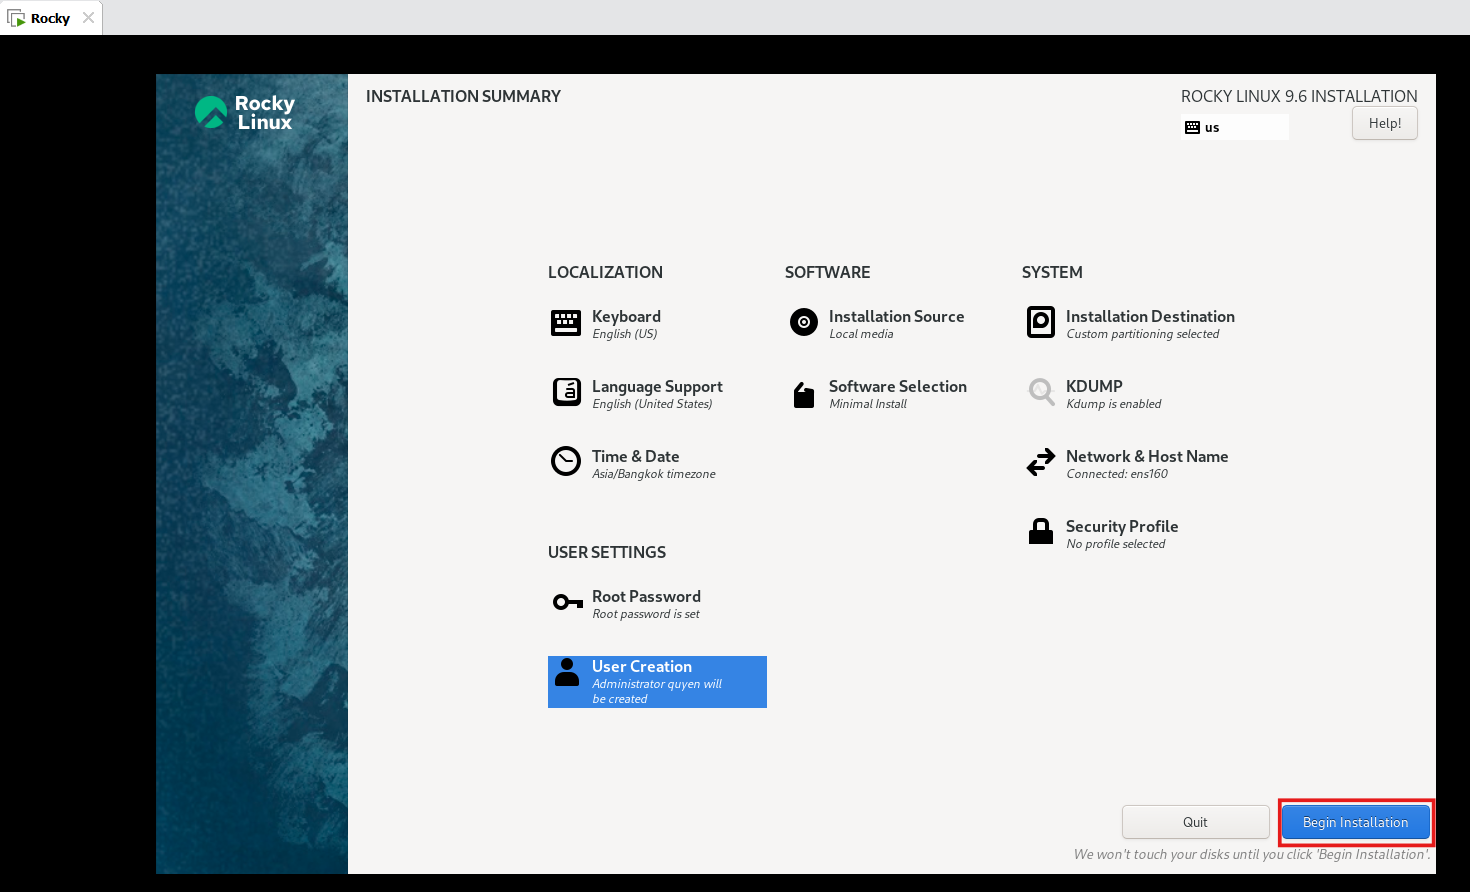 Rocky
Rocky
Linux
INSTALLATION SUMMARY
ROCKY LINUX 9.6 INSTALLATION
us
Help!
LOCALIZATION
Keyboard
English (US)
Language Support
English (United States)
Time & Date
Asia/Bangkok timezone
SOFTWARE
Installation Source
Local media
Software Selection
Minimal Install
SYSTEM
Installation Destination
Custom partitioning selected
KDUMP
Kdump is enabled
Network & Host Name
Connected: ens160
Security Profile
No profile selected
USER SETTINGS
Root Password
Root password is set
User Creation
Administrator quyen will
be created
Quit
Begin Installation
We won't touch your disks until you click 'Begin Installation'.